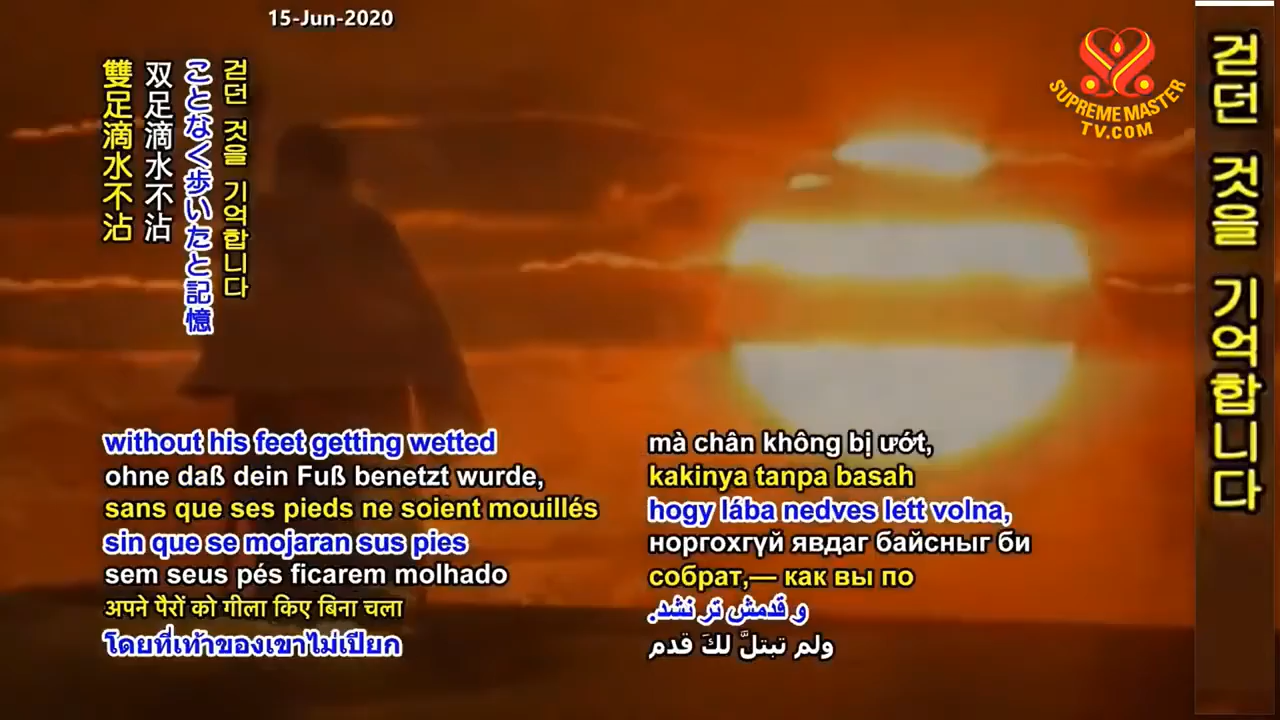 15-Jun-2020
SUPREME MASTER
TV.COM
雙足滴水不沾
双足滴水不沾
ことなく歩いたと記憶
걷던 것을 기억합니다
without his feet getting wetted
ohne daß dein Fuß benetzt wurde,
sans que ses pieds ne soient mouillés
sin que se mojaran sus pies
sem seus pés ficarem molhado
अपने पैरों को गीला किए बिना चला
โดยที่เท้าของเขาไม่เปียก
mà chân không bị ướt,
kakinya tanpa basah
hogy lába nedves lett volna,
норгохгүй явдаг байсныг би
собрат,— как вы по
و قدمش تر نشد.
ولم تبتلَّ لكَ قدم
걷던 것을 기억합니다